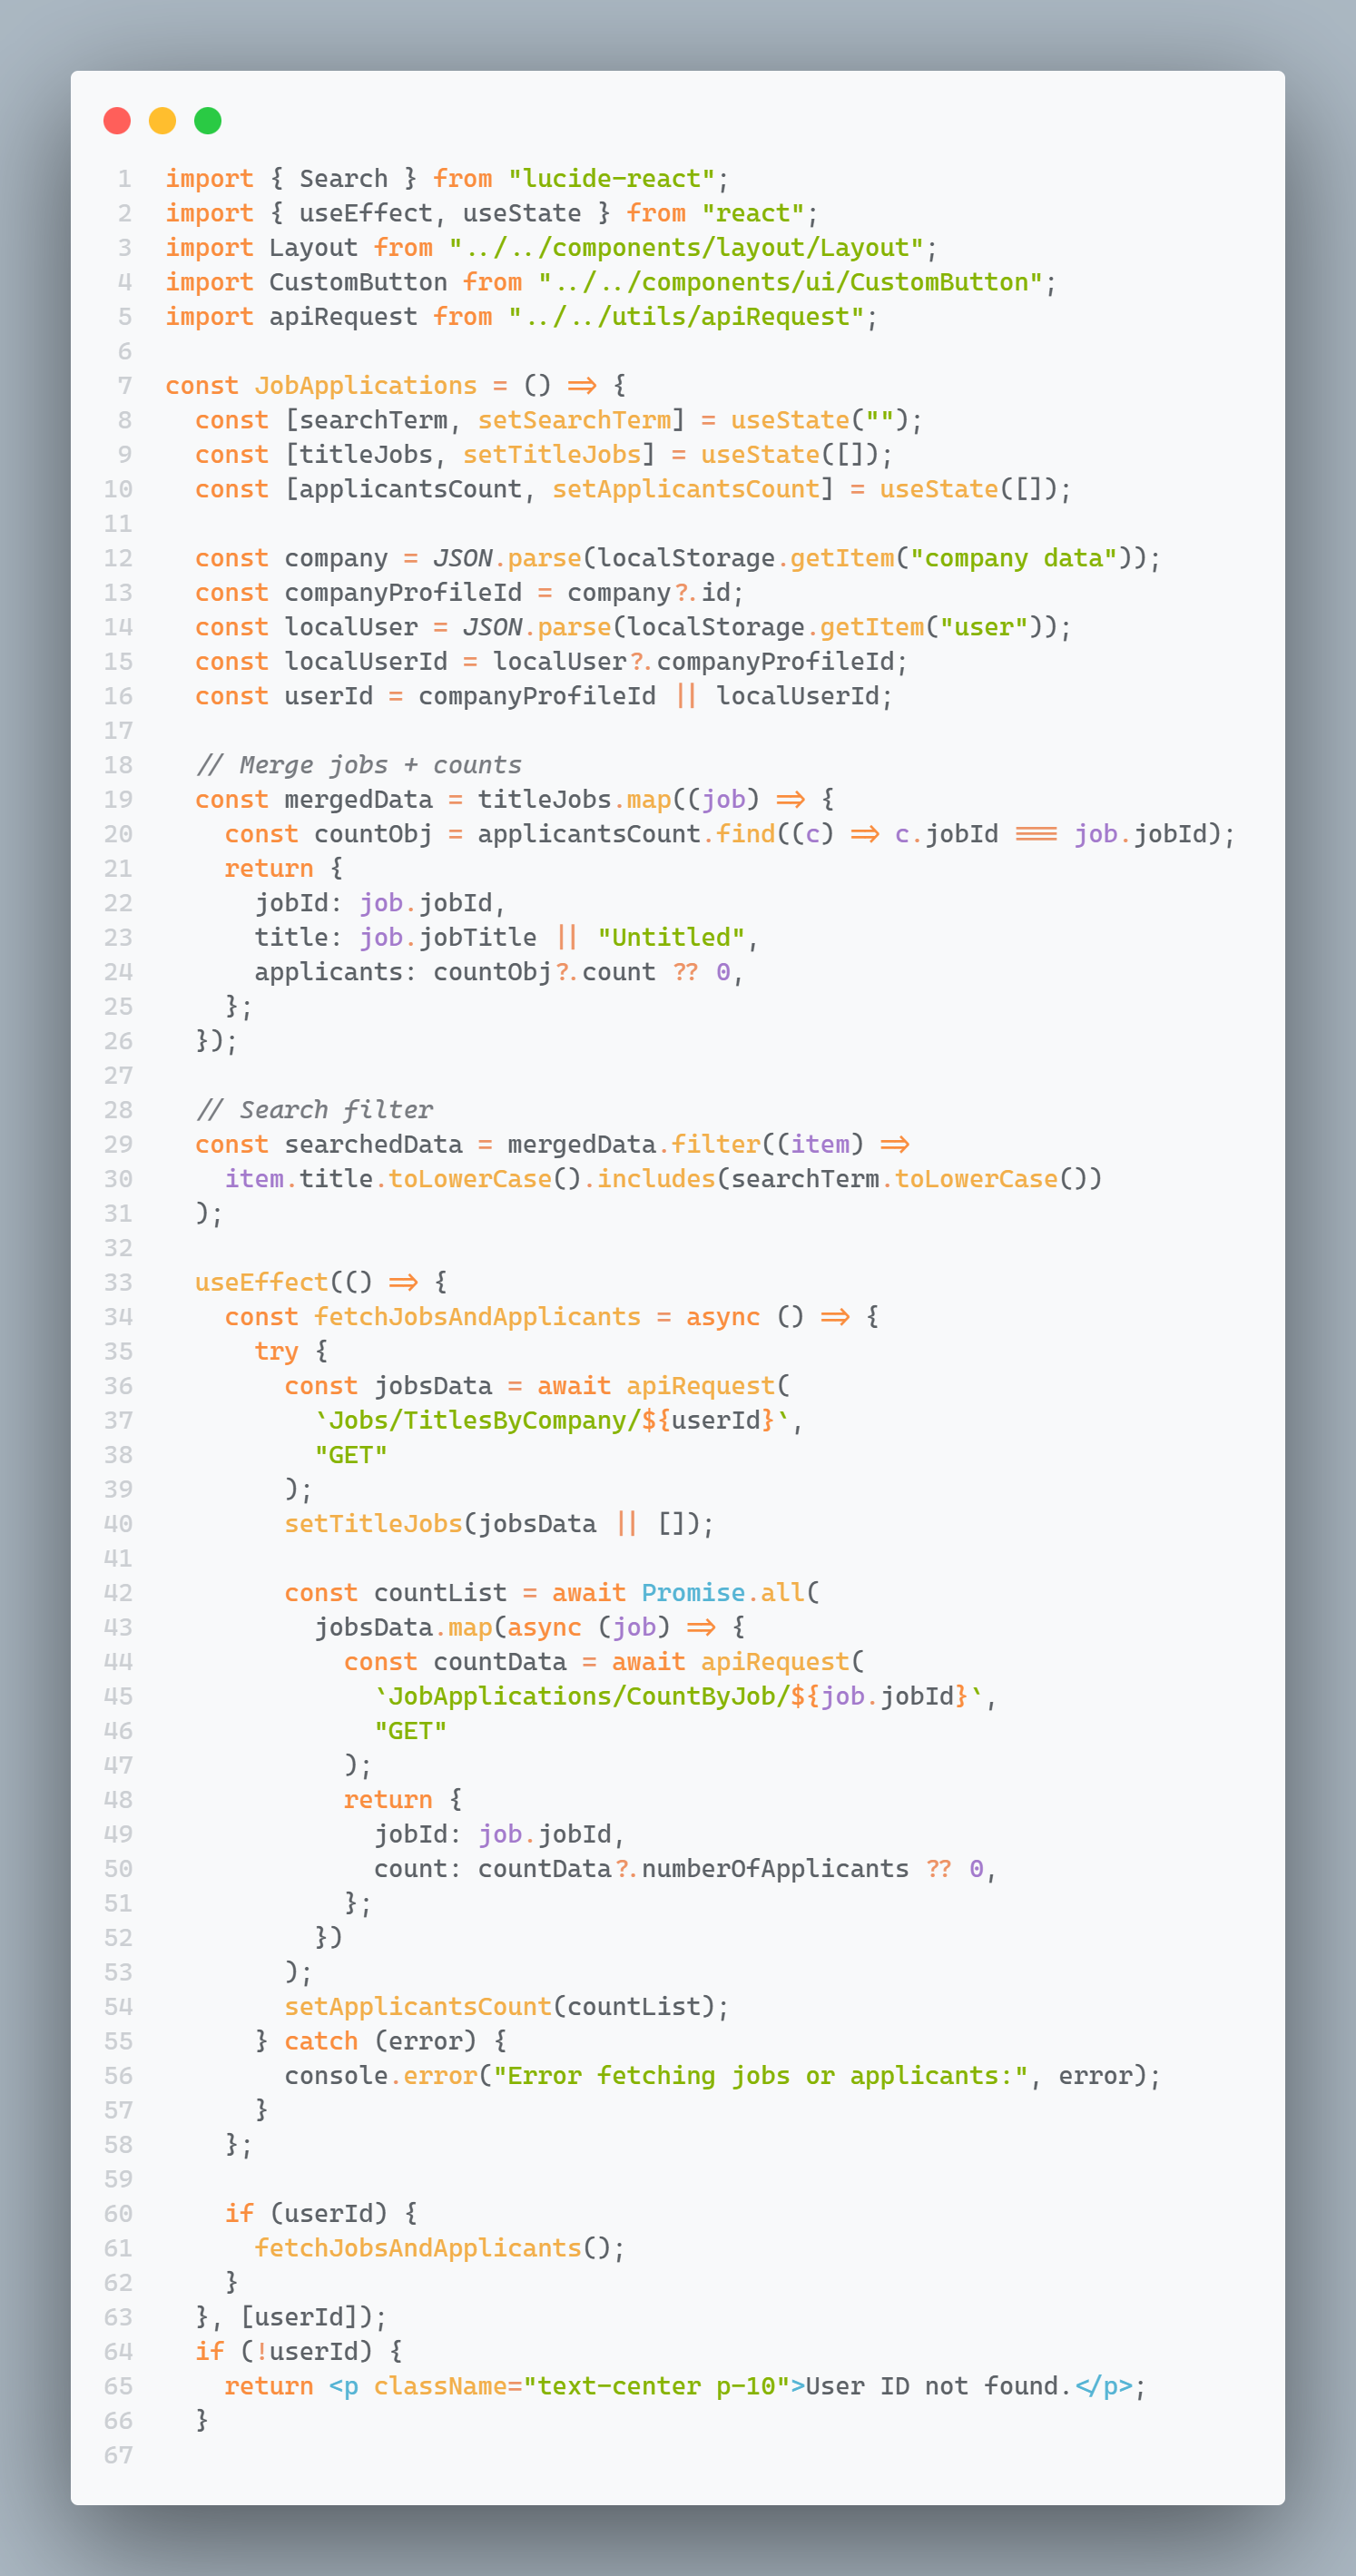 1 import { Search } from "lucide-react";
2 import { useEffect, useState } from "react";
3 import Layout from "../../components/layout/Layout";
4 import CustomButton from "../../components/ui/CustomButton";
5 import apiRequest from "../../utils/apiRequest";
6
7 const JobApplications = () => {
8   const [searchTerm, setSearchTerm] = useState("");
9   const [titleJobs, setTitleJobs] = useState([]);
10   const [applicantsCount, setApplicantsCount] = useState([]);
11
12   const company = JSON.parse(localStorage.getItem("company data"));
13   const companyProfileId = company?.id;
14   const localUser = JSON.parse(localStorage.getItem("user"));
15   const localUserId = localUser?.companyProfileId;
16   const userId = companyProfileId || localUserId;
17
18   // Merge jobs + counts
19   const mergedData = titleJobs.map((job) => {
20     const countObj = applicantsCount.find((c) => c.jobId === job.jobId);
21     return {
22       jobId: job.jobId,
23       title: job.jobTitle || "Untitled",
24       applicants: countObj?.count ?? 0,
25     };
26   });
27
28   // Search filter
29   const searchedData = mergedData.filter((item) =>
30     item.title.toLowerCase().includes(searchTerm.toLowerCase())
31   );
32
33   useEffect(() => {
34     const fetchJobsAndApplicants = async () => {
35       try {
36         const jobsData = await apiRequest(
37           `Jobs/TitlesByCompany/${userId}`,
38           "GET"
39         );
40         setTitleJobs(jobsData || []);
41
42         const countList = await Promise.all(
43           jobsData.map(async (job) => {
44             const countData = await apiRequest(
45               `JobApplications/CountByJob/${job.jobId}`,
46               "GET"
47             );
48             return {
49               jobId: job.jobId,
50               count: countData?.numberOfApplicants ?? 0,
51             };
52           })
53         );
54         setApplicantsCount(countList);
55       } catch (error) {
56         console.error("Error fetching jobs or applicants:", error);
57       }
58     };
59
60     if (userId) {
61       fetchJobsAndApplicants();
62     }
63   }, [userId]);
64   if (!userId) {
65     return <p className="text-center p-10">User ID not found.</p>;
66   }
67